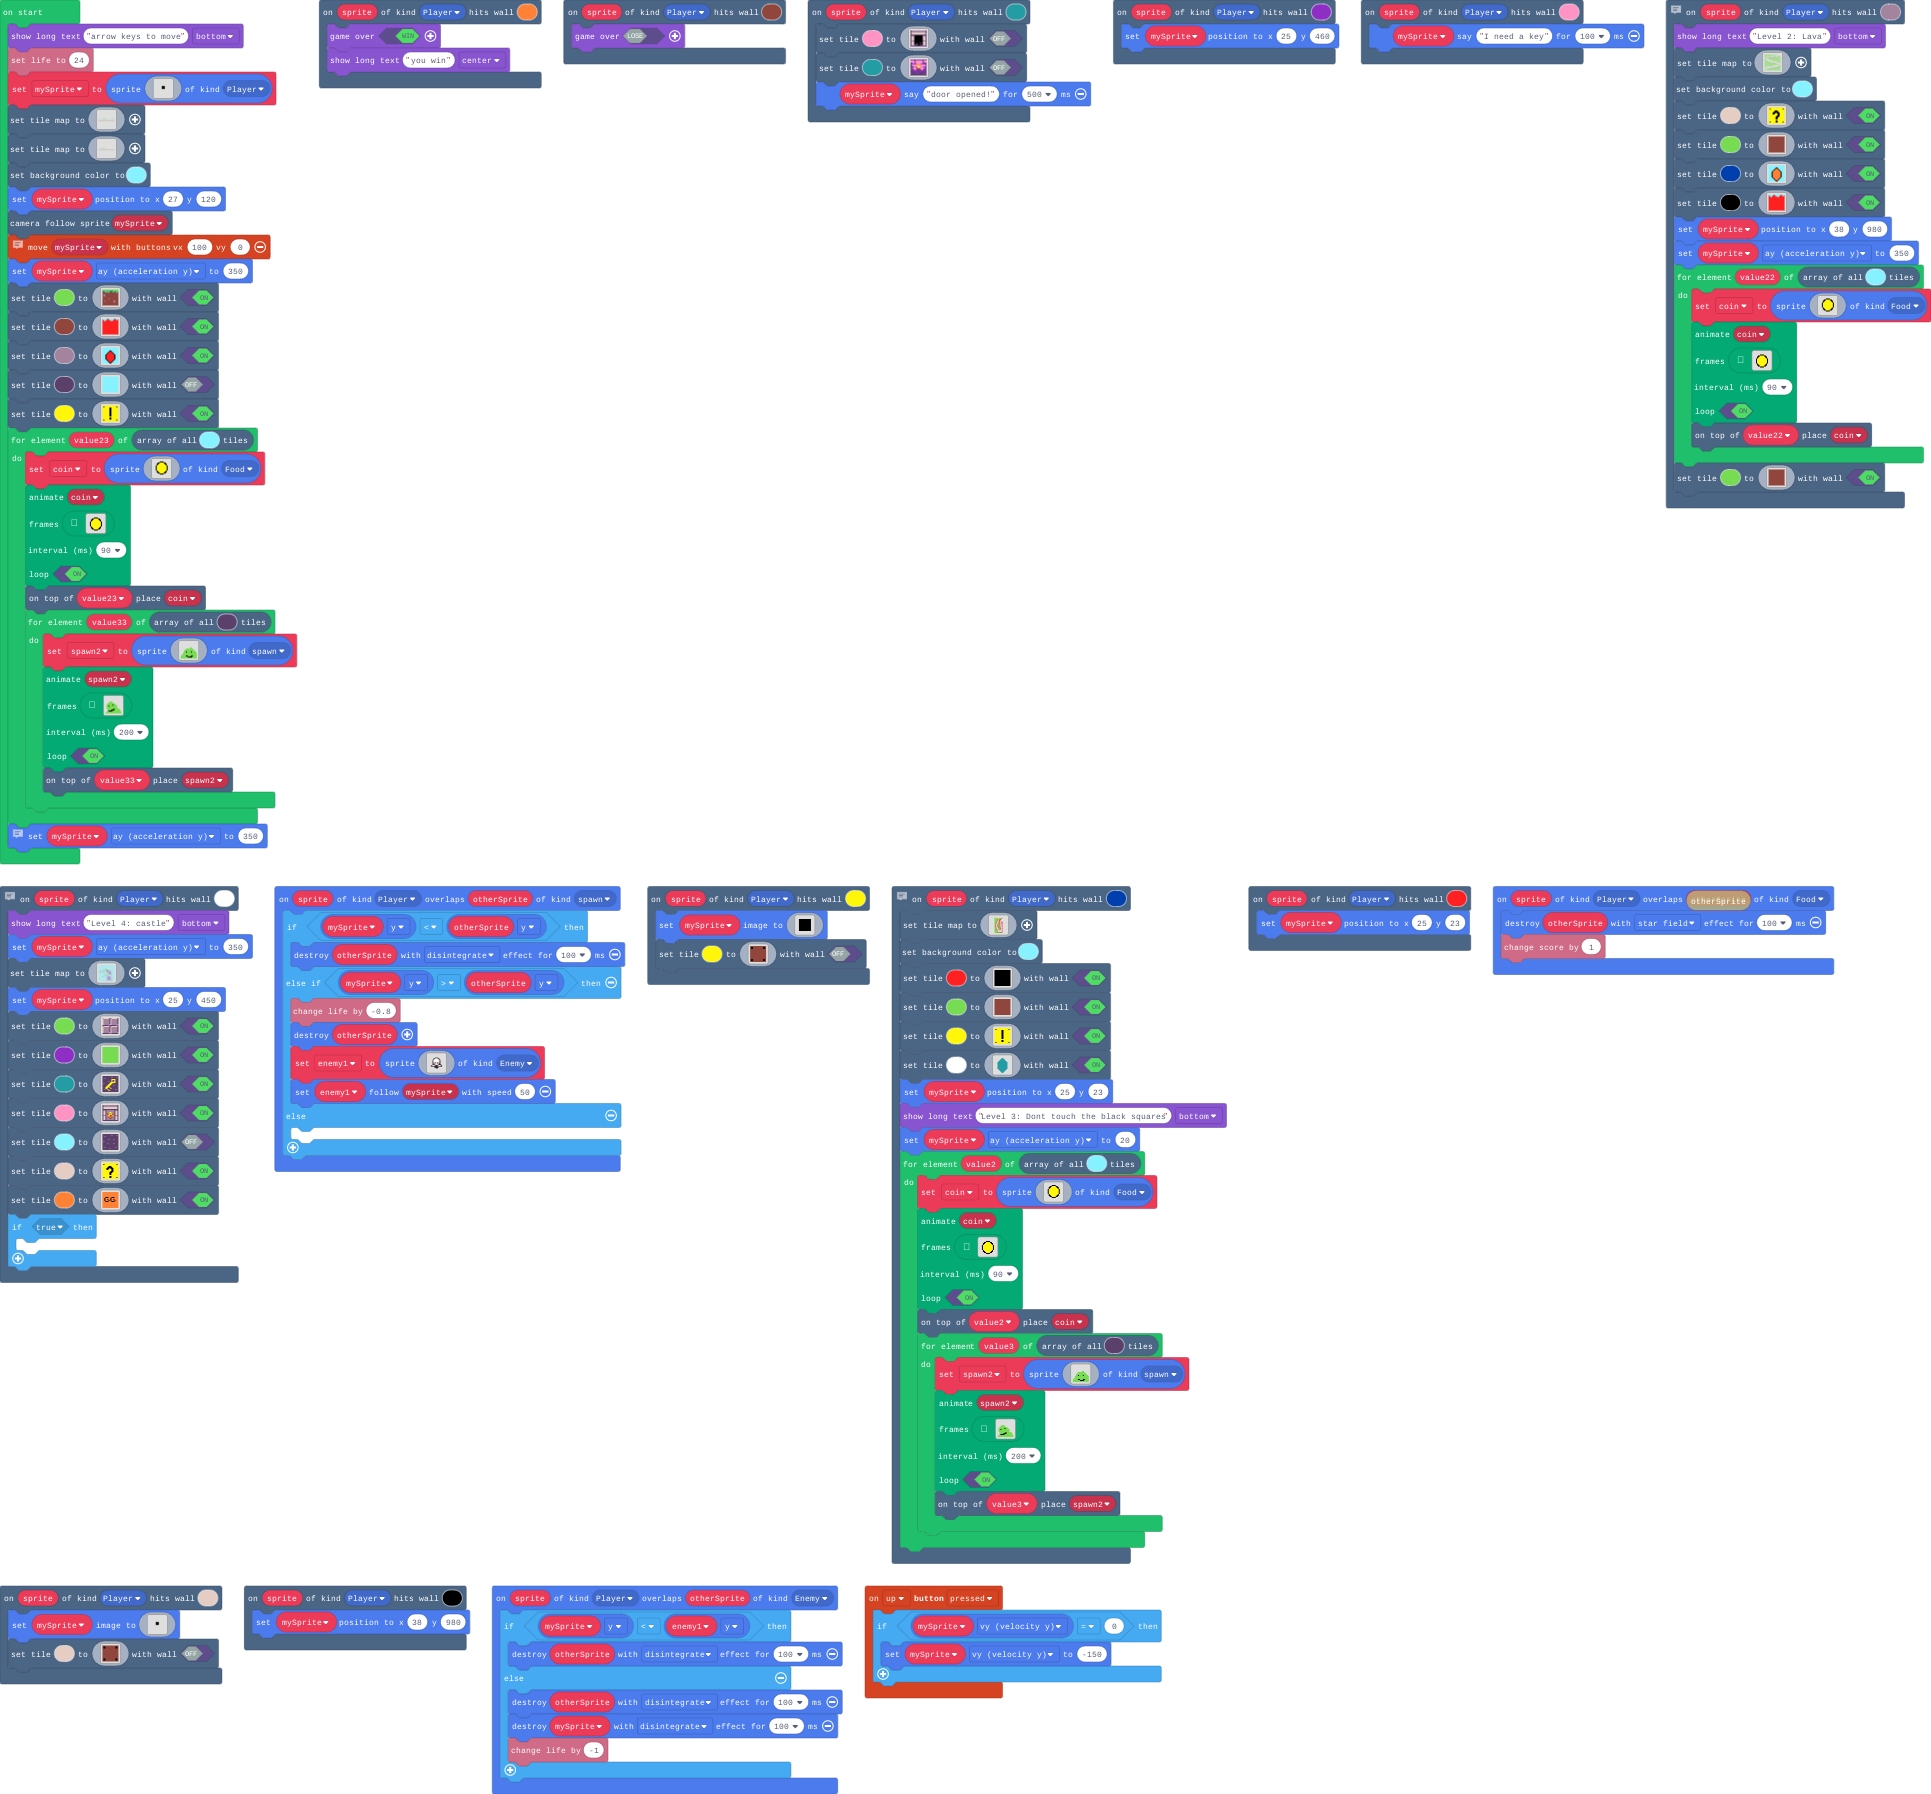 on start
show long text "arrow keys to move" bottom
set life to 24
set mySprite to sprite of kind Player
set tile map to
set tile map to
set background color to
set mySprite position to x 27 y 120
camera follow sprite mySprite
move mySprite with buttons vx 100 vy 0
set mySprite ay (acceleration y) to 350
set tile to with wall ON
set tile to with wall ON
set tile to with wall ON
set tile to with wall OFF
set tile to ! with wall ON
for element value23 of array of all tiles
do
set coin to sprite of kind Food
animate coin
frames
interval (ms) 90
loop ON
on top of value23 place coin
for element value33 of array of all tiles
do
set spawn2 to sprite of kind spawn
animate spawn2
frames
interval (ms) 200
loop ON
on top of value33 place spawn2
set mySprite ay (acceleration y) to 350
on sprite of kind Player hits wall
game over WIN
show long text "you win" center
on sprite of kind Player hits wall
game over LOSE
on sprite of kind Player hits wall
set tile to with wall OFF
set tile to with wall OFF
mySprite say "door opened!" for 500 ms
on sprite of kind Player hits wall
set mySprite position to x 25 y 460
on sprite of kind Player hits wall
mySprite say "I need a key" for 100 ms
on sprite of kind Player hits wall
show long text "Level 2: Lava" bottom
set tile map to
set background color to
set tile to ? with wall ON
set tile to with wall ON
set tile to with wall ON
set tile to with wall ON
set mySprite position to x 38 y 980
set mySprite ay (acceleration y) to 350
for element value22 of array of all tiles
do
set coin to sprite of kind Food
animate coin
frames
interval (ms) 90
loop ON
on top of value22 place coin
set tile to with wall ON
on sprite of kind Player hits wall
show long text "Level 4: castle" bottom
set mySprite ay (acceleration y) to 350
set tile map to
set mySprite position to x 25 y 450
set tile to with wall ON
set tile to with wall ON
set tile to with wall ON
set tile to with wall ON
set tile to with wall OFF
set tile to ? with wall ON
set tile to GG with wall ON
if true then
on sprite of kind Player overlaps otherSprite of kind spawn
if mySprite y < otherSprite y then
destroy otherSprite with disintegrate effect for 100 ms
else if mySprite y > otherSprite y then
change life by -0.8
destroy otherSprite
set enemy1 to sprite of kind Enemy
set enemy1 follow mySprite with speed 50
else
on sprite of kind Player hits wall
set mySprite image to
set tile to with wall OFF
on sprite of kind Player hits wall
set tile map to
set background color to
set tile to with wall ON
set tile to with wall ON
set tile to ! with wall ON
set tile to with wall ON
set mySprite position to x 25 y 23
show long text "Level 3: Dont touch the black squares" bottom
set mySprite ay (acceleration y) to 20
for element value2 of array of all tiles
do
set coin to sprite of kind Food
animate coin
frames
interval (ms) 90
loop ON
on top of value2 place coin
for element value3 of array of all tiles
do
set spawn2 to sprite of kind spawn
animate spawn2
frames
interval (ms) 200
loop ON
on top of value3 place spawn2
on sprite of kind Player hits wall
set mySprite position to x 25 y 23
on sprite of kind Player overlaps otherSprite of kind Food
destroy otherSprite with star field effect for 100 ms
change score by 1
on sprite of kind Player hits wall
set mySprite image to
set tile to with wall OFF
on sprite of kind Player hits wall
set mySprite position to x 38 y 980
on sprite of kind Player overlaps otherSprite of kind Enemy
if mySprite y < enemy1 y then
destroy otherSprite with disintegrate effect for 100 ms
else
destroy otherSprite with disintegrate effect for 100 ms
destroy mySprite with disintegrate effect for 100 ms
change life by -1
on up button pressed
if mySprite vy (velocity y) = 0 then
set mySprite vy (velocity y) to -150